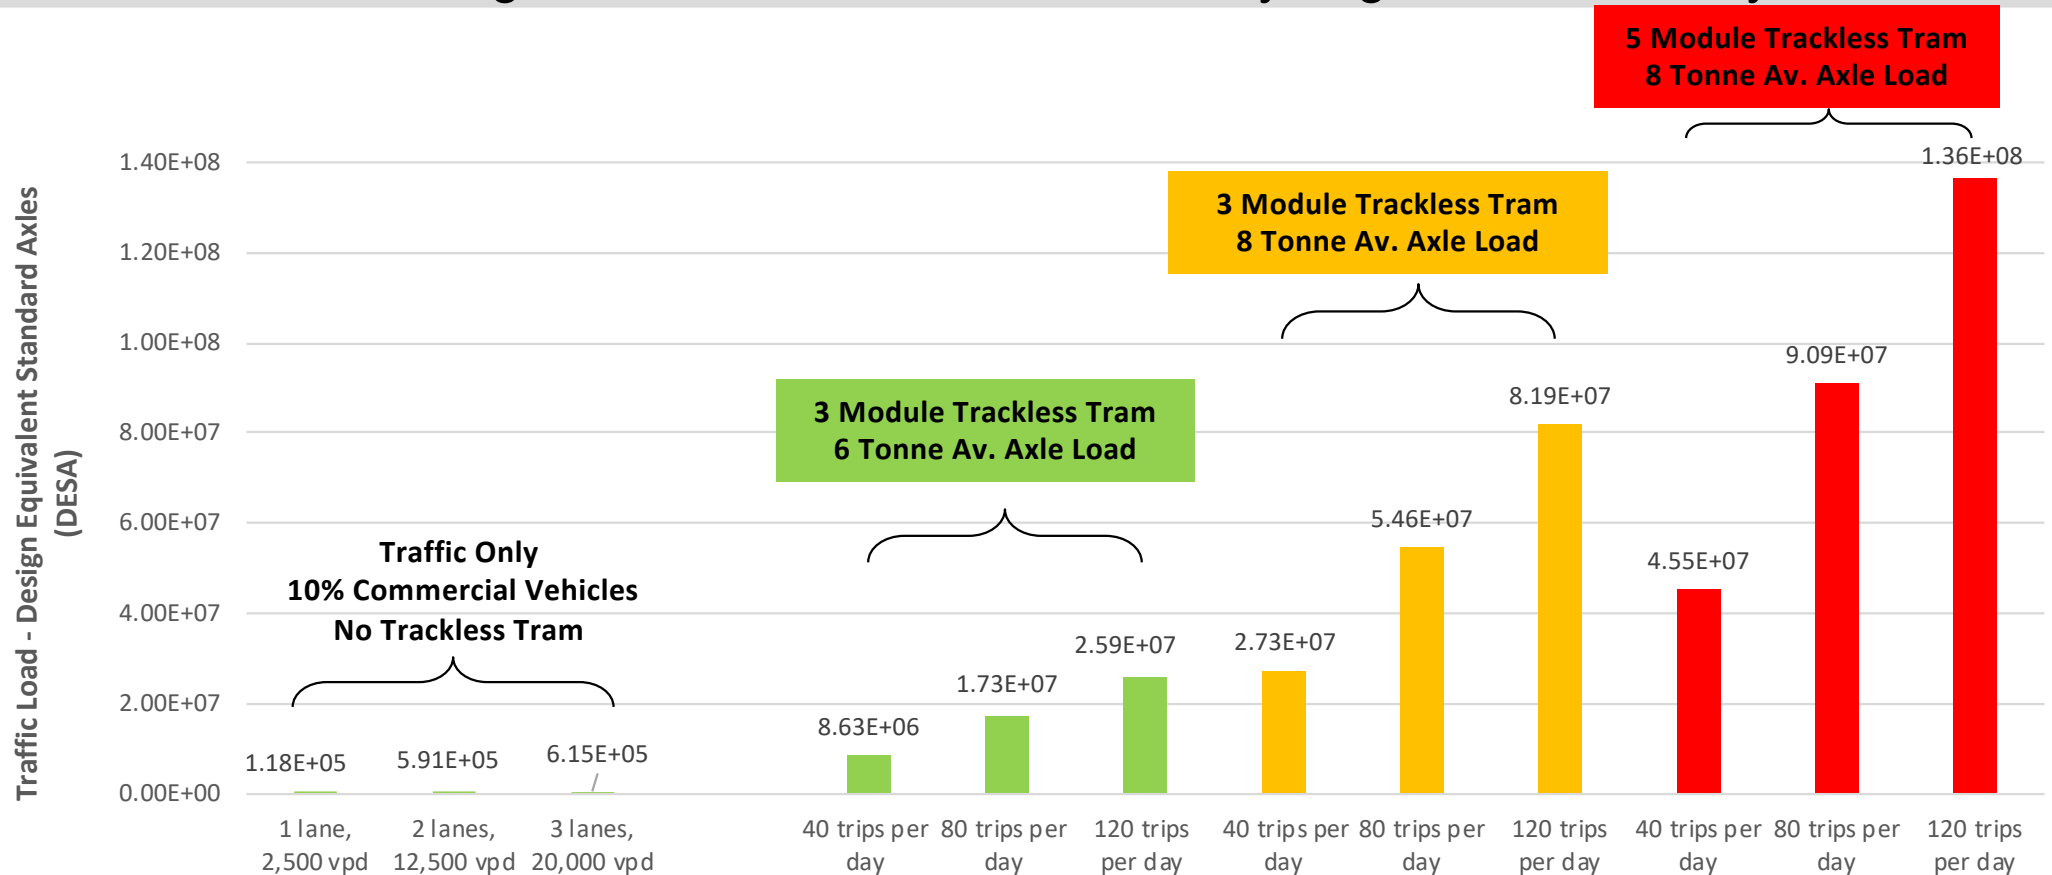 5 Module Trackless Tram
8 Tonne Av. Axle Load
1.40E+08
1.20E+08
1.00E+08
8.00E+07
6.00E+07
4.00E+07
2.00E+07
0.00E+00
Traffic Load - Design Equivalent Standard Axles
(DESA)
1.36E+08
3 Module Trackless Tram
8 Tonne Av. Axle Load
9.09E+07
8.19E+07
3 Module Trackless Tram
6 Tonne Av. Axle Load
5.46E+07
4.55E+07
Traffic Only
10% Commercial Vehicles
No Trackless Tram
2.59E+07
2.73E+07
1.73E+07
8.63E+06
1.18E+05
5.91E+05
6.15E+05
1 lane,
2,500 vpd
2 lanes,
12,500 vpd
3 lanes,
20,000 vpd
40 trips per
day
80 trips per
day
120 trips
per day
40 trips per
day
80 trips per
day
120 trips
per day
40 trips per
day
80 trips per
day
120 trips
per day